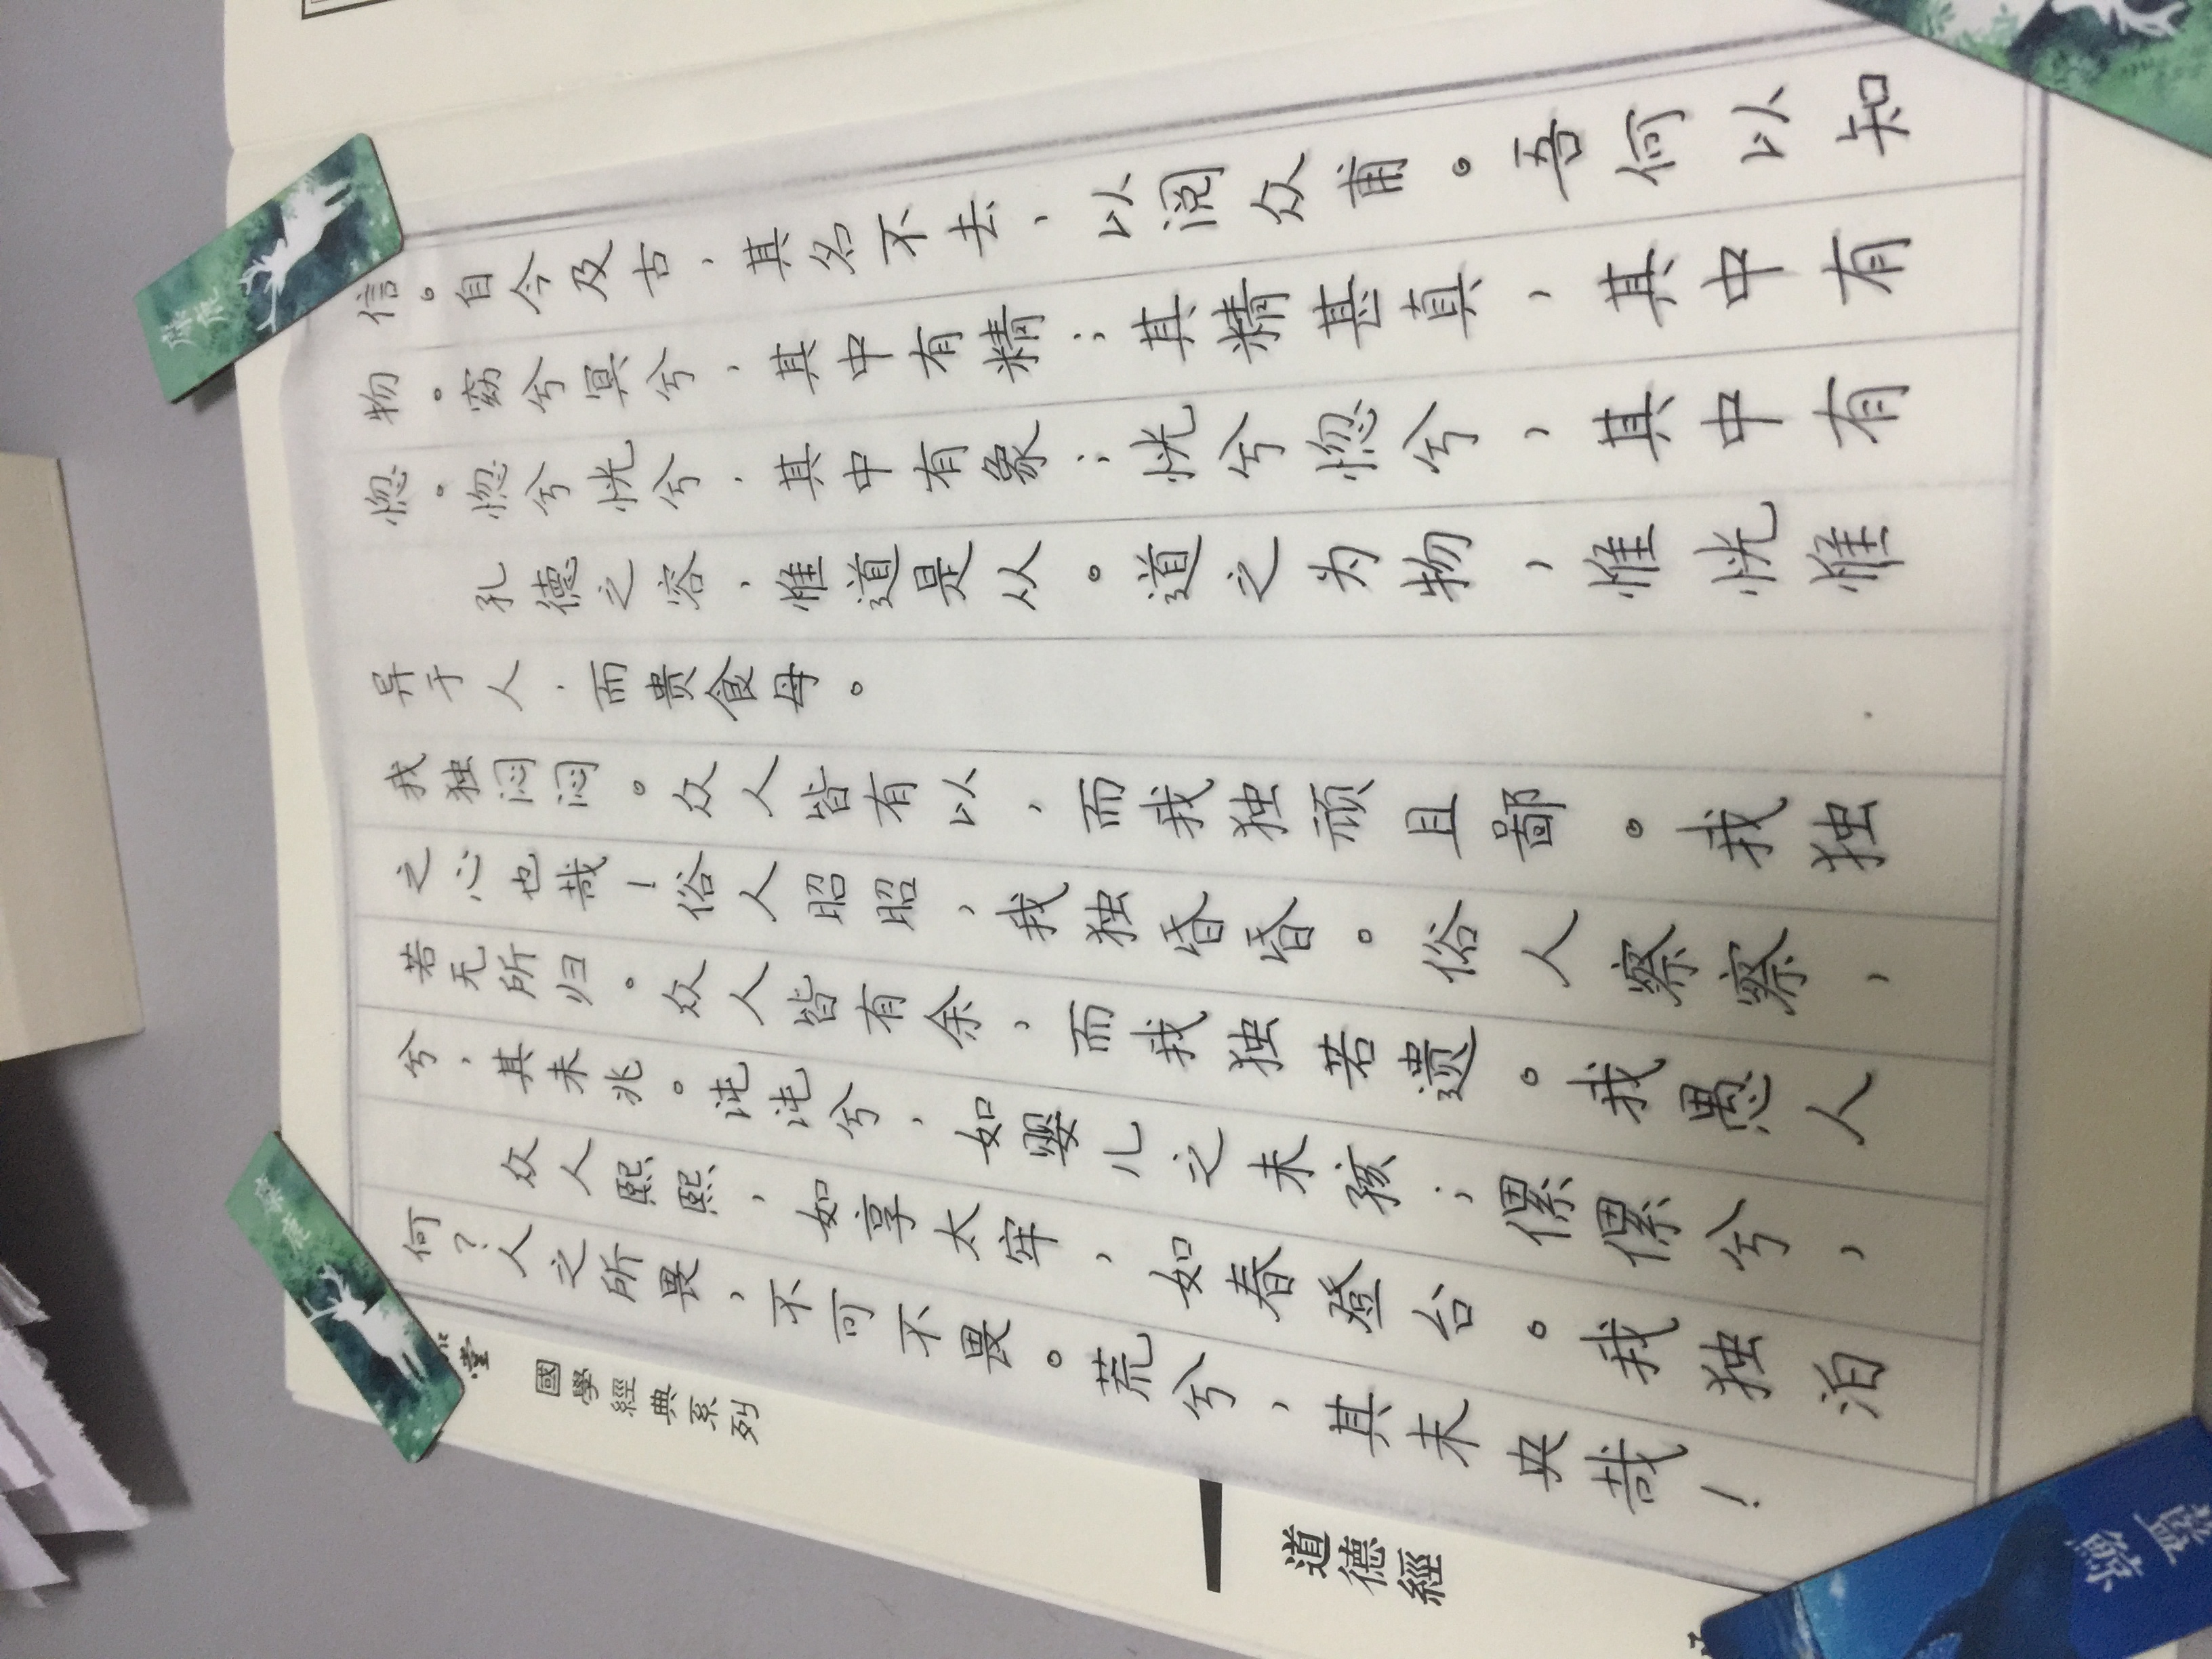 堂 國學經典系列
道德經
何？人之所畏，不可不畏。荒兮，其未央哉！
众人熙熙，如享太牢，如春登台。我独泊
兮，其未兆。沌沌兮，如婴儿之未孩；傫傫兮，
若无所归。众人皆有余，而我独若遗。我愚人
之心也哉！俗人昭昭，我独昏昏。俗人察察，
我独闷闷。众人皆有以，而我独顽且鄙。我独
异于人，而贵食母。
孔德之容，惟道是从。道之为物，惟恍惟
惚。惚兮恍兮，其中有象；恍兮惚兮，其中有
物。窈兮冥兮，其中有精；其精甚真，其中有
信。自今及古，其名不去，以阅众甫。吾何以知
麋鹿
麋鹿
藍鯨